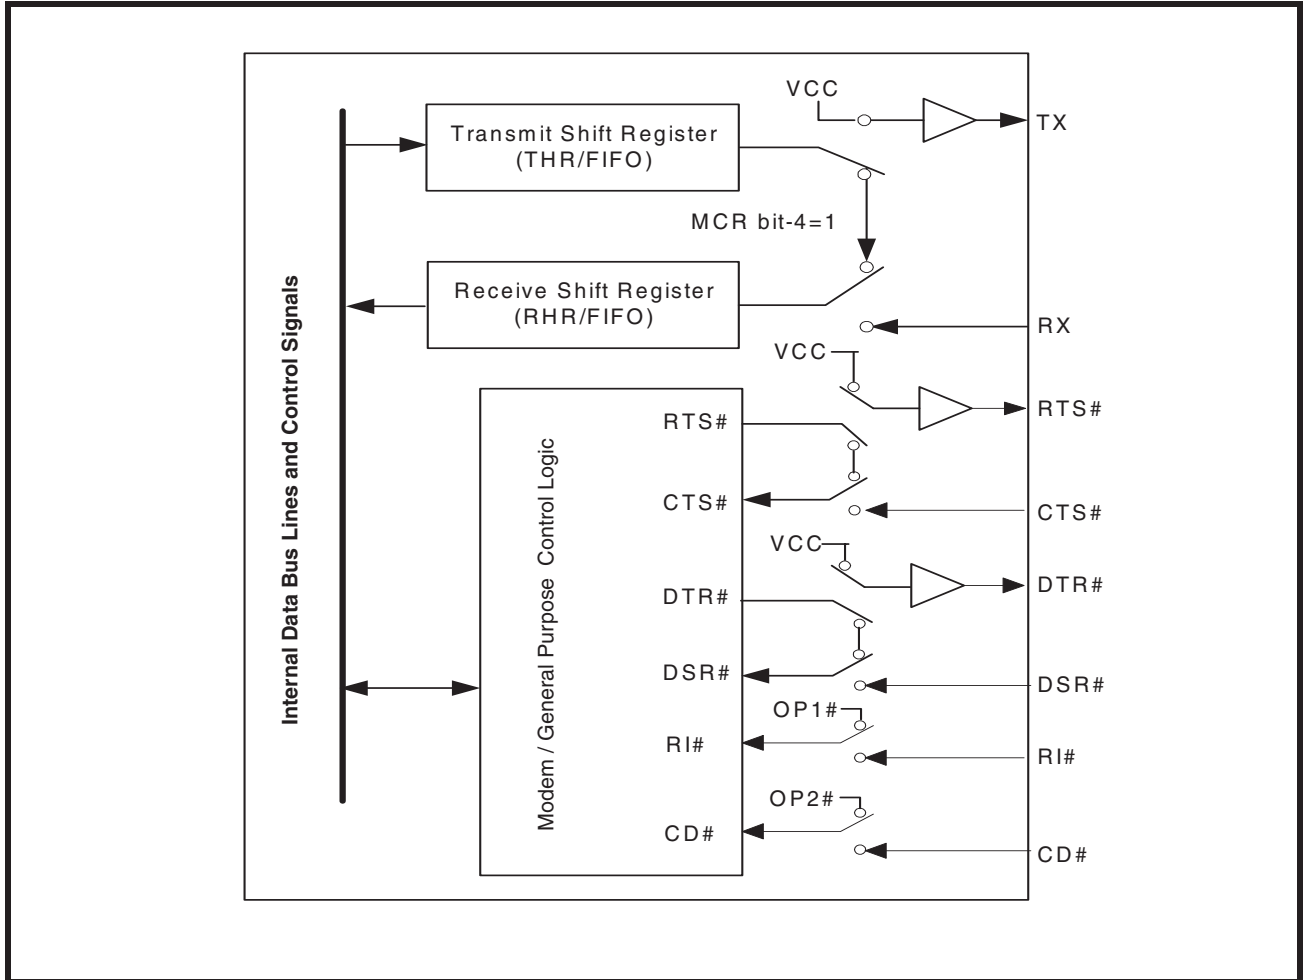 VCC
TX
Transmit Shift Register
(THR/FIFO)
MCR bit-4=1
Receive Shift Register
(RHR/FIFO)
RX
VCC
RTS#
RTS#
CTS#
CTS#
VCC
DTR#
DTR#
DSR#
DSR#
OP1#
RI#
RI#
OP2#
CD#
CD#
Internal Data Bus Lines and Control Signals
Modem / General Purpose Control Logic